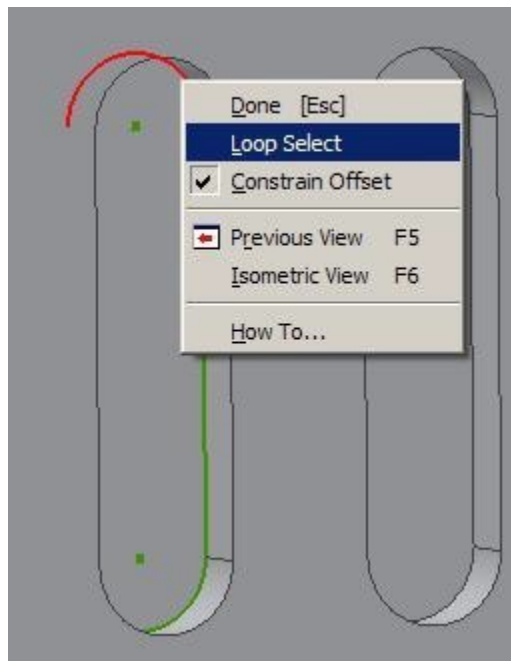 Done [Esc]
Loop Select
Constrain Offset
Previous View F5
Isometric View F6
How To...